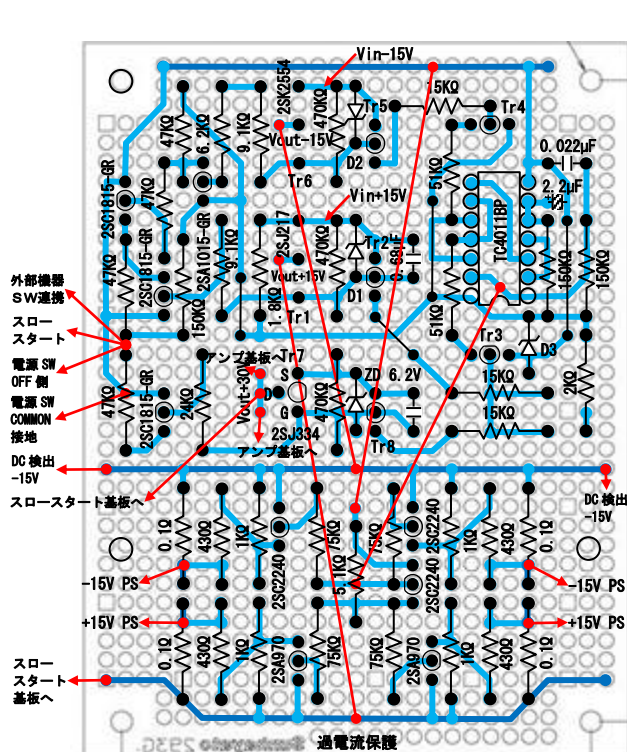 Vin-15V
2SK2554
15KΩ
470KΩ
Tr5
Tr4
47KΩ
6.2KΩ
9.1KΩ
Vout-15V
D2
0.022μF
2SC1815-GR
47KΩ
Tr6
51KΩ
2.2μF
Vin+15V
TC4011BP
2SC1815-GR
2SA1015-GR
9.1KΩ
2SJ217
470KΩ
Tr2
0.68μF
47KΩ
Vout+15V
150KΩ
150KΩ
外部機器
SW連携
150KΩ
1.8KΩ
D1
Tr1
51KΩ
スロー
スタート
Tr3
D3
電源 SW
OFF 側
アンプ基板へ
Tr7
S
ZD
6.2V
15KΩ
2KΩ
電源 SW
COMMON
接地
47KΩ
2SC1815-GR
24KΩ
Vout+30V
D
G
470KΩ
15KΩ
2SJ334
Tr8
アンプ基板へ
DC 検出
-15V
スロースタート基板へ
DC 検出
-15V
0.1Ω
430Ω
1KΩ
2SC2240
75KΩ
5.1KΩ
75KΩ
2SC2240
2SC2240
1KΩ
430Ω
0.1Ω
-15V PS
-15V PS
+15V PS
+15V PS
0.1Ω
430Ω
1KΩ
2SA970
75KΩ
75KΩ
2SA970
1KΩ
430Ω
0.1Ω
スロー
スタート
基板へ
過電流保護
Sunhayato 293G.